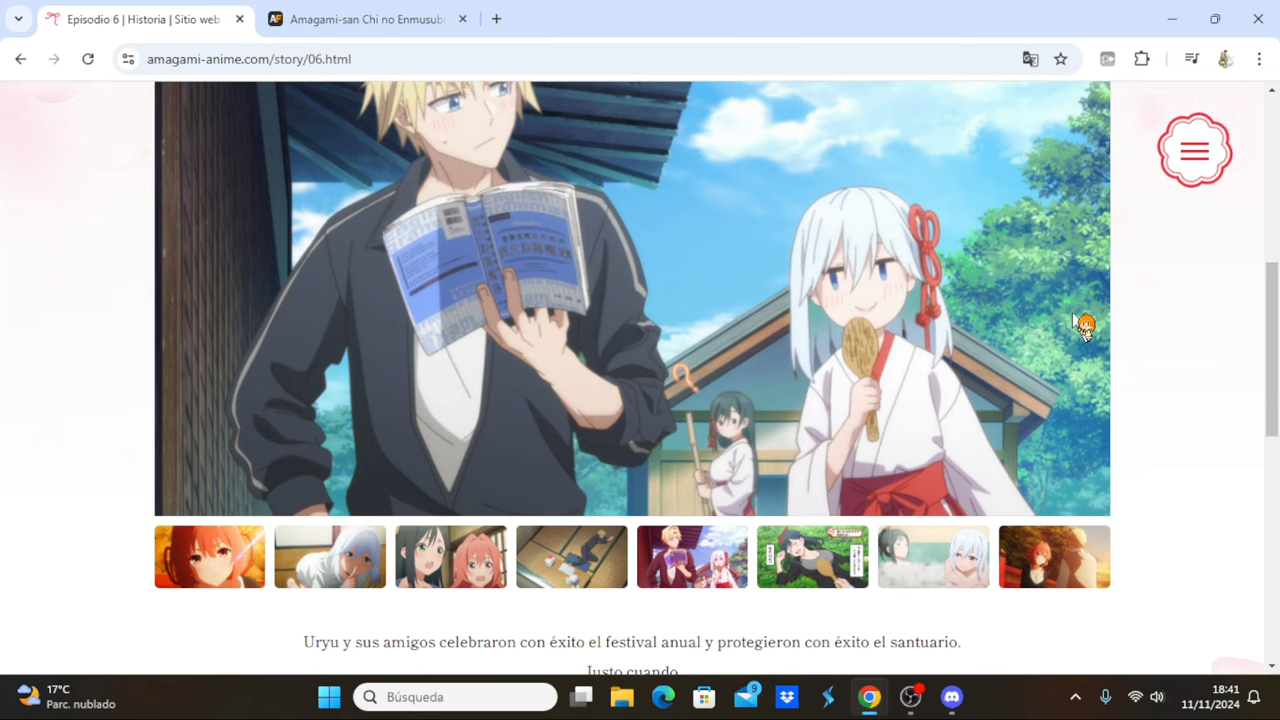 Episodio 6 | Historia | Sitio web
Amagami-san Chi no Enmusubi
amagami-anime.com/story/06.html
Uryu y sus amigos celebraron con éxito el festival anual y protegieron con éxito el santuario.
Justo cuando
17°C
Parc. nublado
Búsqueda
9
18:41
11/11/2024